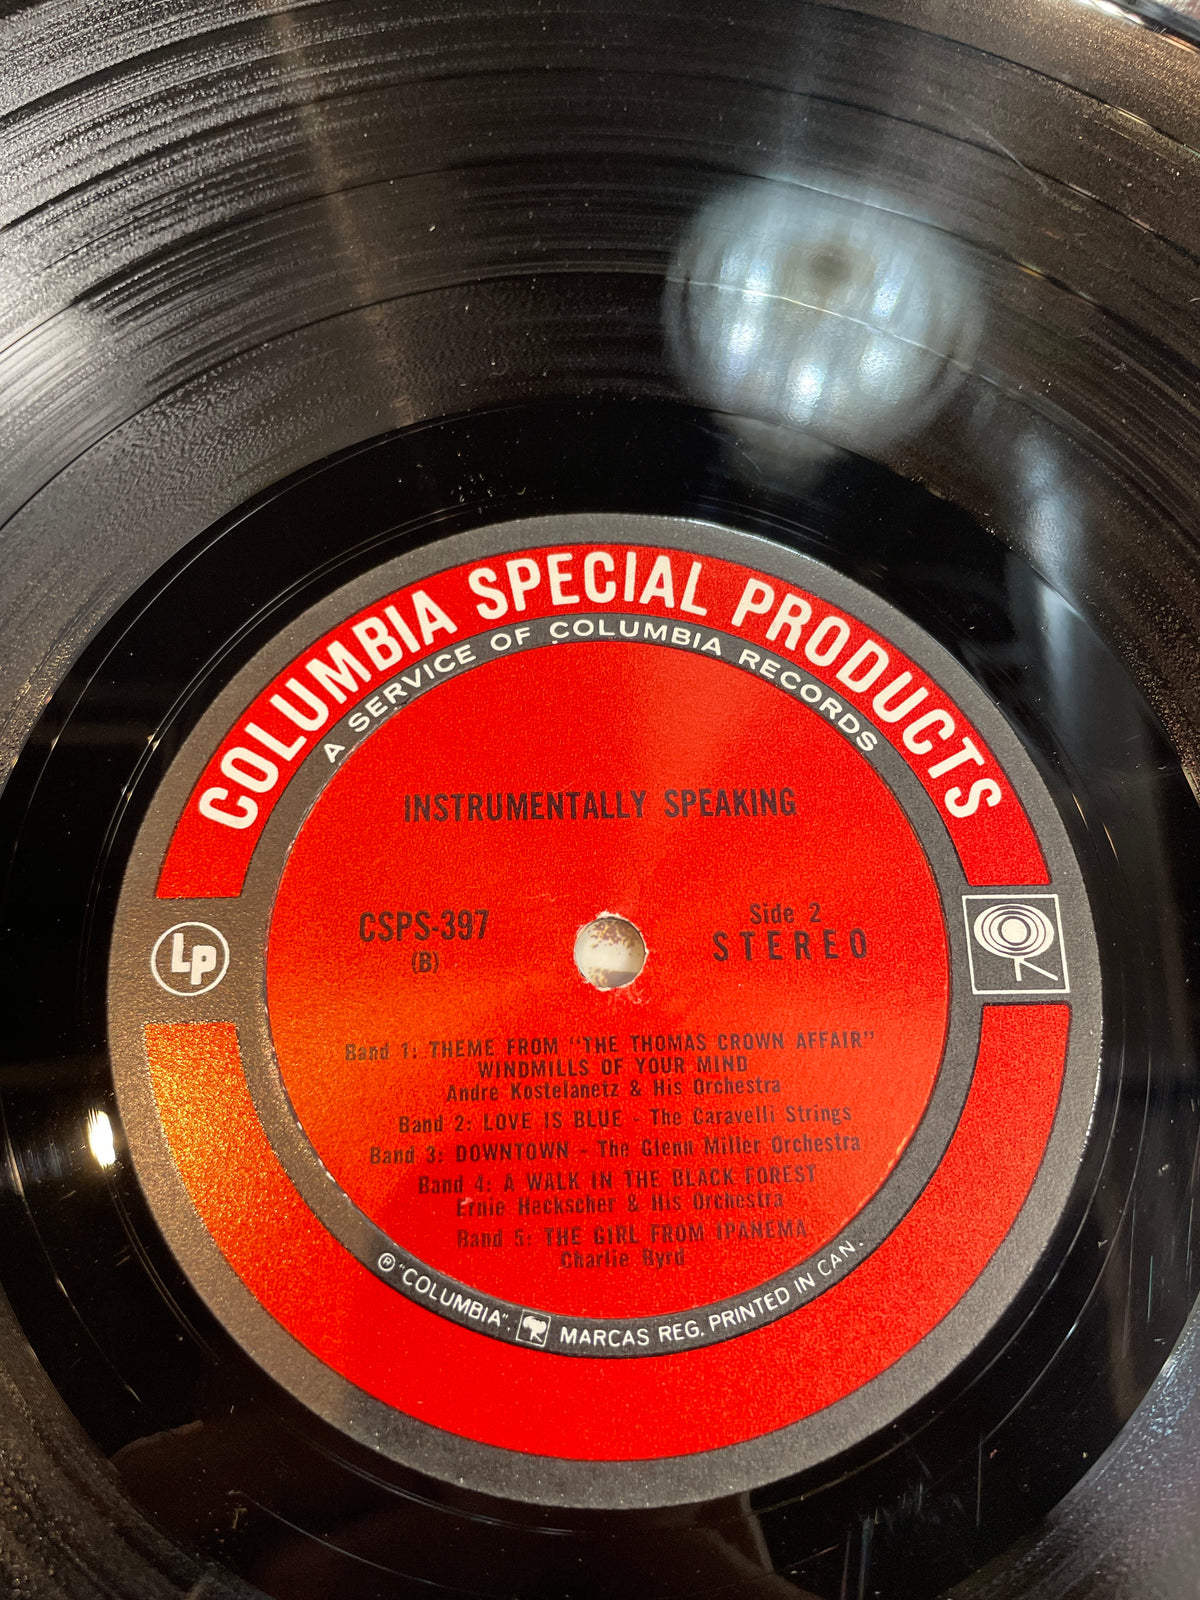 COLUMBIA SPECIAL PRODUCTS
A SERVICE OF COLUMBIA RECORDS
INSTRUMENTALLY SPEAKING
CSPS-397
(B)
Side 2
STEREO
LP
Band 1: THEME FROM "THE THOMAS CROWN AFFAIR"
WINDMILLS OF YOUR MIND
Andre Kostelanetz & His Orchestra
Band 2: LOVE IS BLUE - The Caravelli Strings
Band 3: DOWNTOWN - The Glenn Miller Orchestra
Band 4: A WALK IN THE BLACK FOREST
Ernie Heckscher & His Orchestra
Band 5: THE GIRL FROM IPANEMA
Charlie Byrd
® "COLUMBIA", MARCAS REG. PRINTED IN CAN.